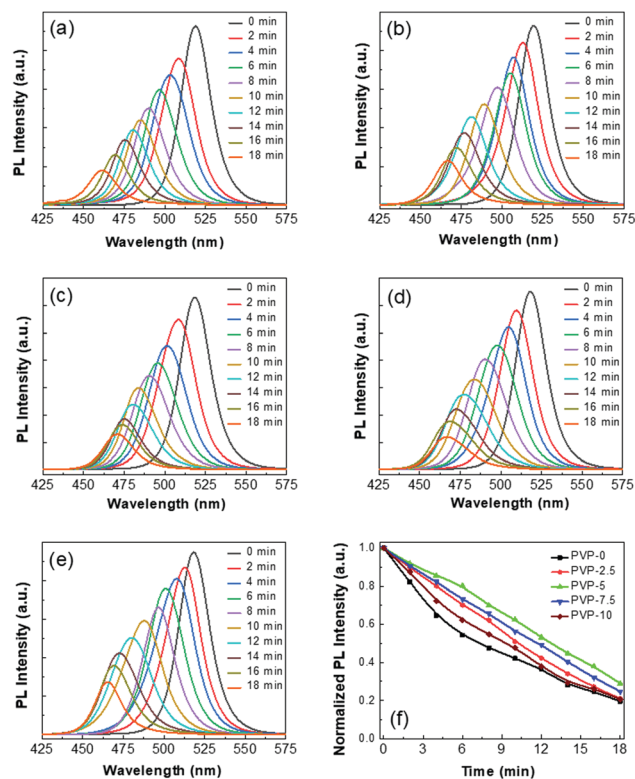 (a)
0 min
2 min
4 min
6 min
8 min
10 min
12 min
14 min
16 min
18 min
PL Intensity (a.u.)
425 450 475 500 525 550 575
Wavelength (nm)
(b)
0 min
2 min
4 min
6 min
8 min
10 min
12 min
14 min
16 min
18 min
PL Intensity (a.u.)
425 450 475 500 525 550 575
Wavelength (nm)
(c)
0 min
2 min
4 min
6 min
8 min
10 min
12 min
14 min
16 min
18 min
PL Intensity (a.u.)
425 450 475 500 525 550 575
Wavelength (nm)
(d)
0 min
2 min
4 min
6 min
8 min
10 min
12 min
14 min
16 min
18 min
PL Intensity (a.u.)
425 450 475 500 525 550 575
Wavelength (nm)
(e)
0 min
2 min
4 min
6 min
8 min
10 min
12 min
14 min
16 min
18 min
PL Intensity (a.u.)
425 450 475 500 525 550 575
Wavelength (nm)
Normalized PL Intensity (a.u.)
1.0
0.8
0.6
0.4
0.2
0.0
PVP-0
PVP-2.5
PVP-5
PVP-7.5
PVP-10
(f)
0 3 6 9 12 15 18
Time (min)